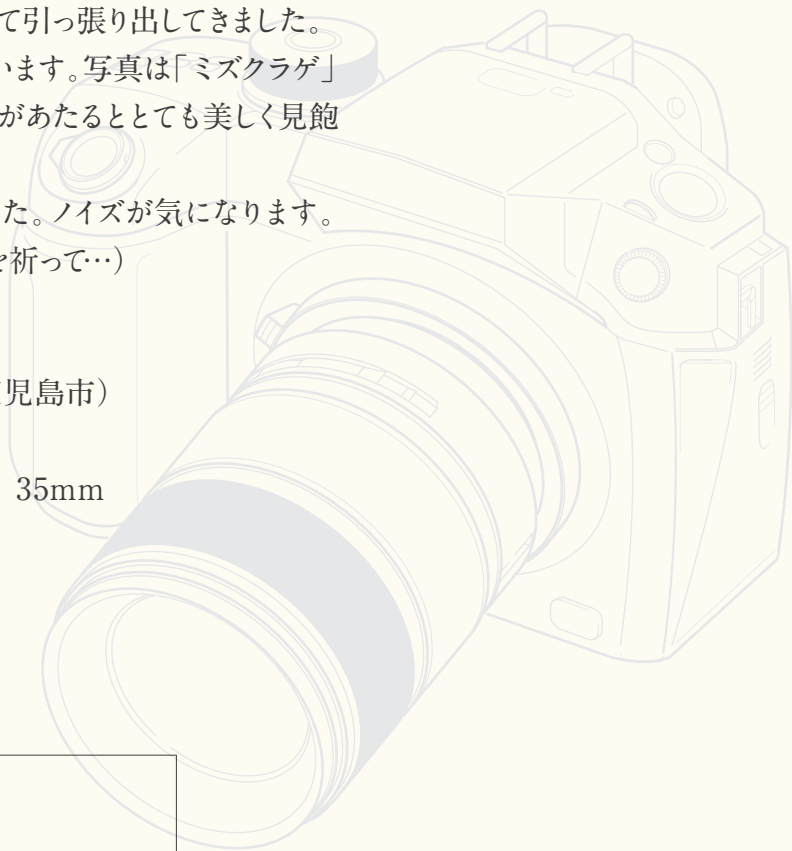 て引っ張り出してきました。
います。写真は「ミズクラゲ」
があたるととても美しく見飽
た。ノイズが気になります。
を祈って…）
児島市）
35mm